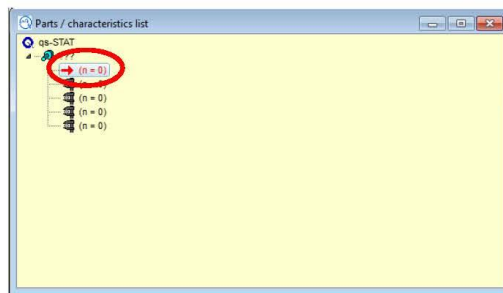 Parts / characteristics list
qs-STAT
???
(n = 0)
(n = 0)
(n = 0)
(n = 0)
(n = 0)